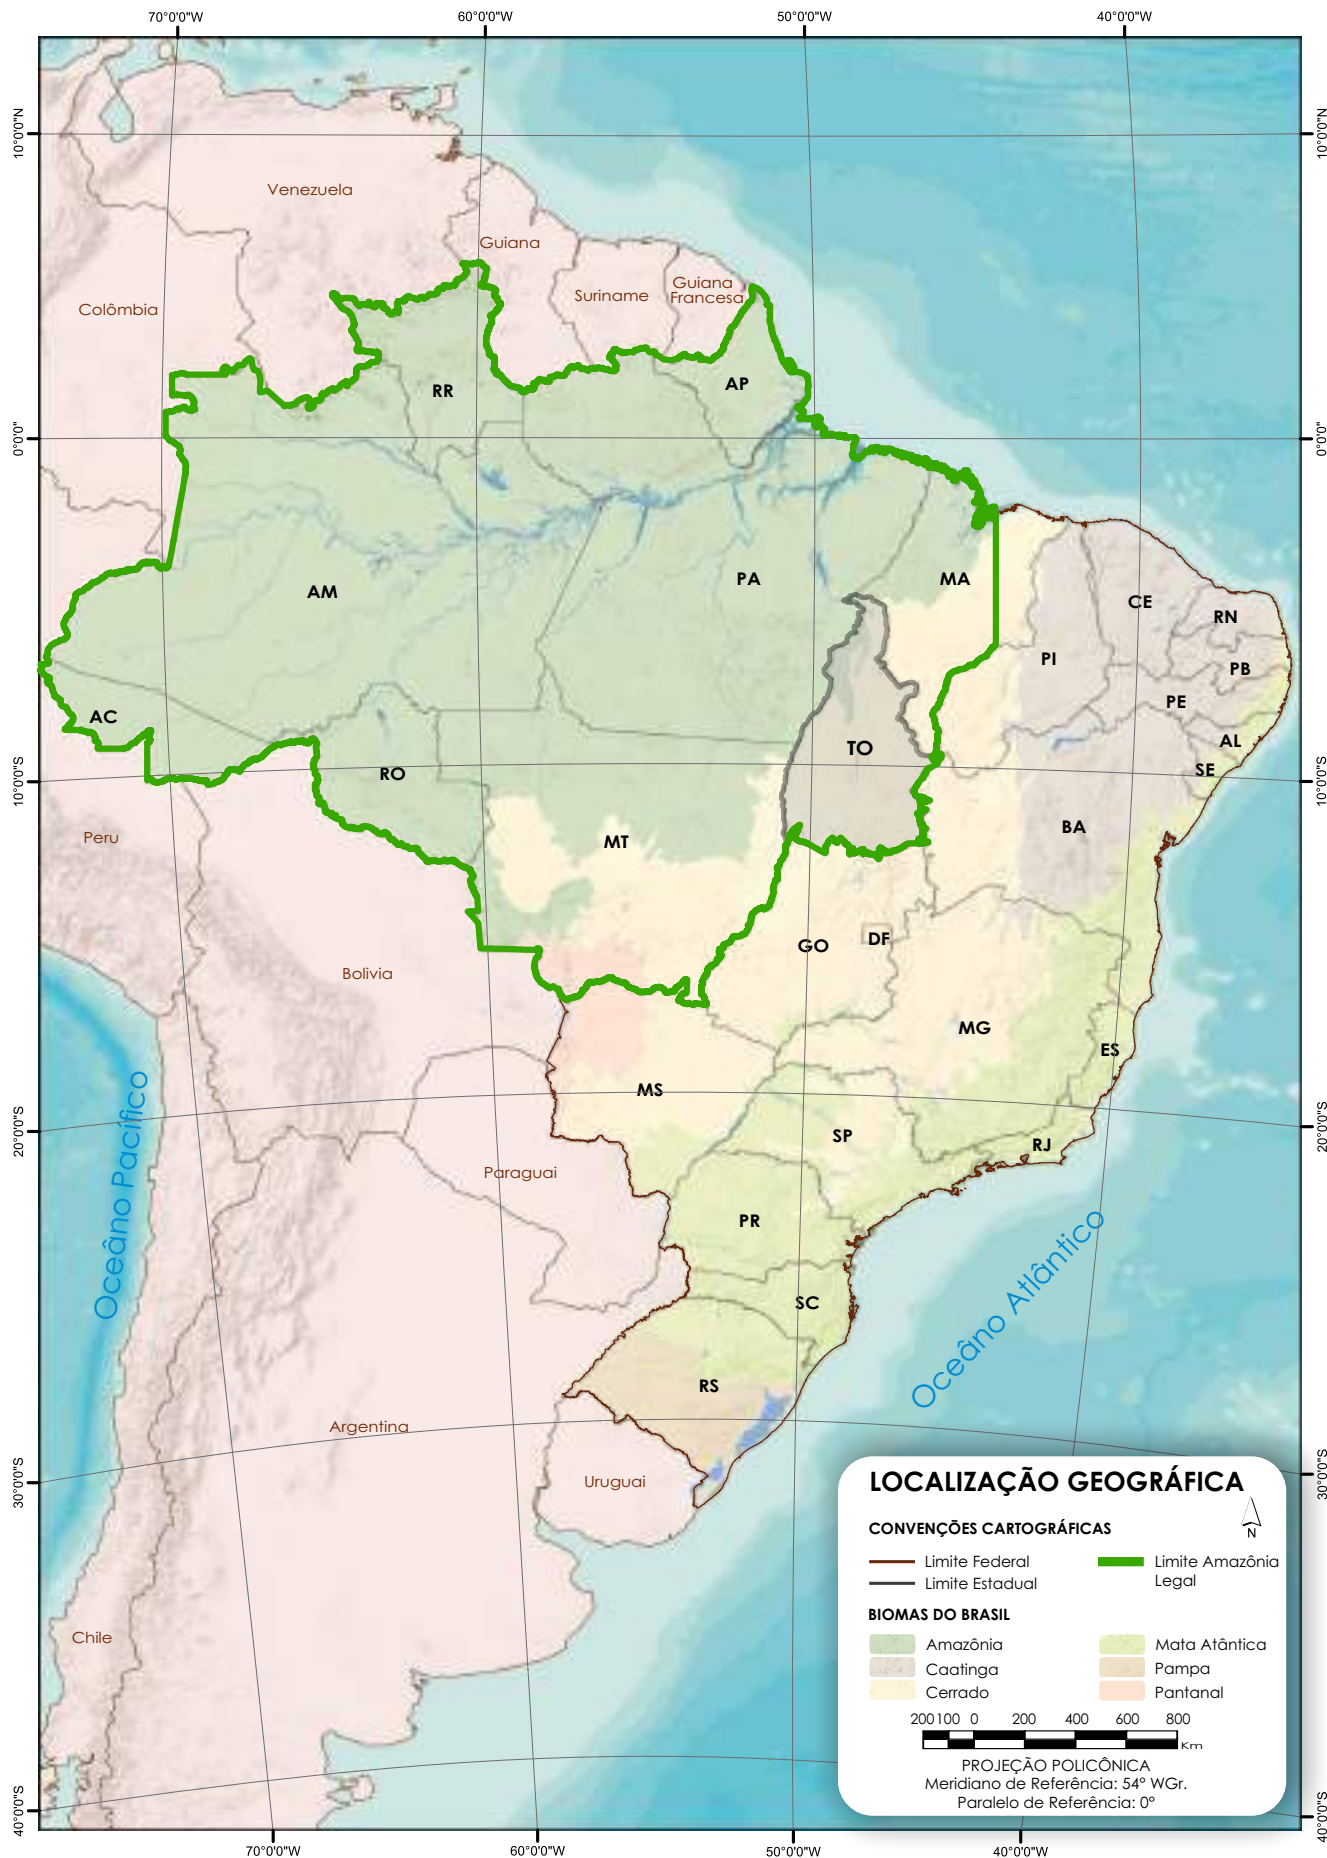 70°0'0"W
60°0'0"W
50°0'0"W
40°0'0"W
10°0'0"N
10°0'0"N
Venezuela
Guiana
Guiana
Francesa
Suriname
Colômbia
AP
RR
0°0'0"
0°0'0"
PA
MA
AM
CE
RN
PI
PB
PE
AC
AL
TO
SE
RO
10°0'0"S
10°0'0"S
BA
Peru
MT
DF
GO
Bolivia
MG
ES
MS
20°0'0"S
20°0'0"S
SP
RJ
Paraguai
Oceâno Pacífico
PR
Oceâno Atlântico
SC
RS
Argentina
Uruguai
30°0'0"S
30°0'0"S
LOCALIZAÇÃO GEOGRÁFICA
N
CONVENÇÕES CARTOGRÁFICAS
Limite Federal
Limite Estadual
Limite Amazônia
Legal
BIOMAS DO BRASIL
Amazônia
Caatinga
Cerrado
Mata Atântica
Pampa
Pantanal
Chile
200 100 0 200 400 600 800
Km
PROJEÇÃO POLICÔNICA
Meridiano de Referência: 54° WGr.
Paralelo de Referência: 0°
40°0'0"S
40°0'0"S
70°0'0"W
60°0'0"W
50°0'0"W
40°0'0"W